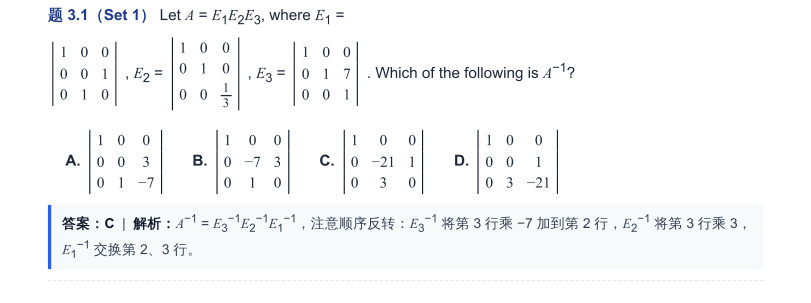 题 3.1（Set 1） Let A = E₁E₂E₃, where E₁ =
|1 0 0; 0 0 1; 0 1 0|, E₂ = |1 0 0; 0 1 0; 0 0 1/3|, E₃ = |1 0 0; 0 1 7; 0 0 1|. Which of the following is A⁻¹?
A. |1 0 0; 0 0 3; 0 1 −7| B. |1 0 0; 0 −7 3; 0 1 0| C. |1 0 0; 0 −21 1; 0 3 0| D. |1 0 0; 0 0 1; 0 3 −21|
答案：C | 解析：A⁻¹ = E₃⁻¹E₂⁻¹E₁⁻¹，注意顺序反转：E₃⁻¹ 将第 3 行乘 −7 加到第 2 行，E₂⁻¹ 将第 3 行乘 3，
E₁⁻¹ 交换第 2、3 行。